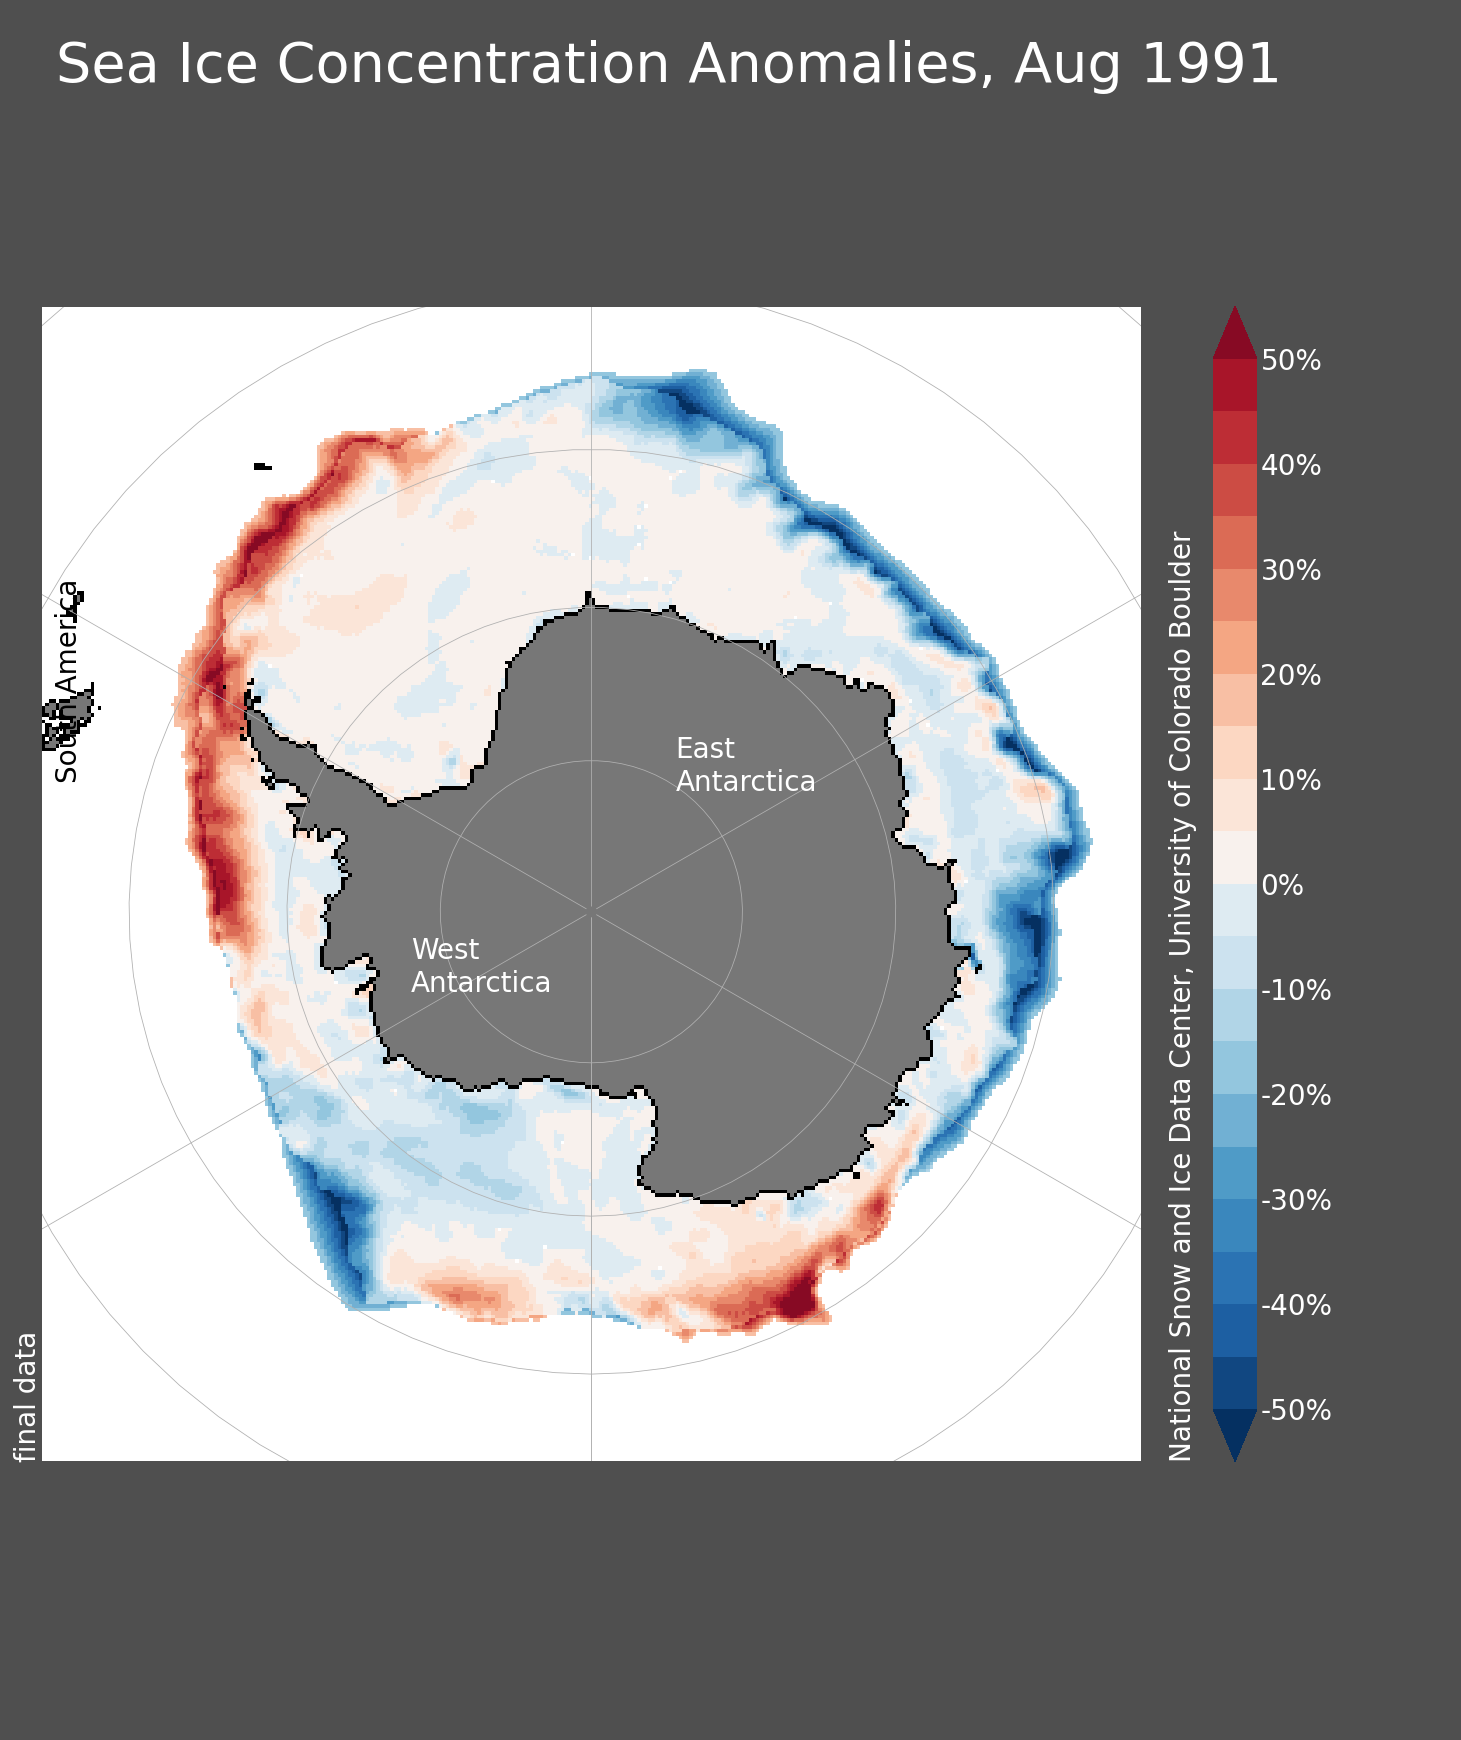 Sea Ice Concentration Anomalies, Aug 1991
South America
East
Antarctica
West
Antarctica
final data
National Snow and Ice Data Center, University of Colorado Boulder
50%
40%
30%
20%
10%
0%
-10%
-20%
-30%
-40%
-50%